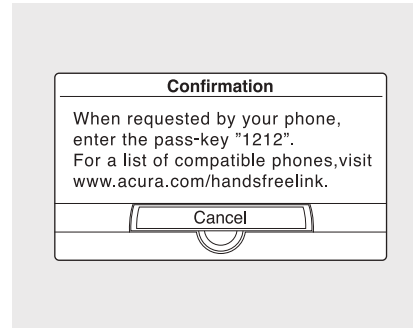 Confirmation
When requested by your phone,
enter the pass-key "1212".
For a list of compatible phones,visit
www.acura.com/handsfreelink.
Cancel